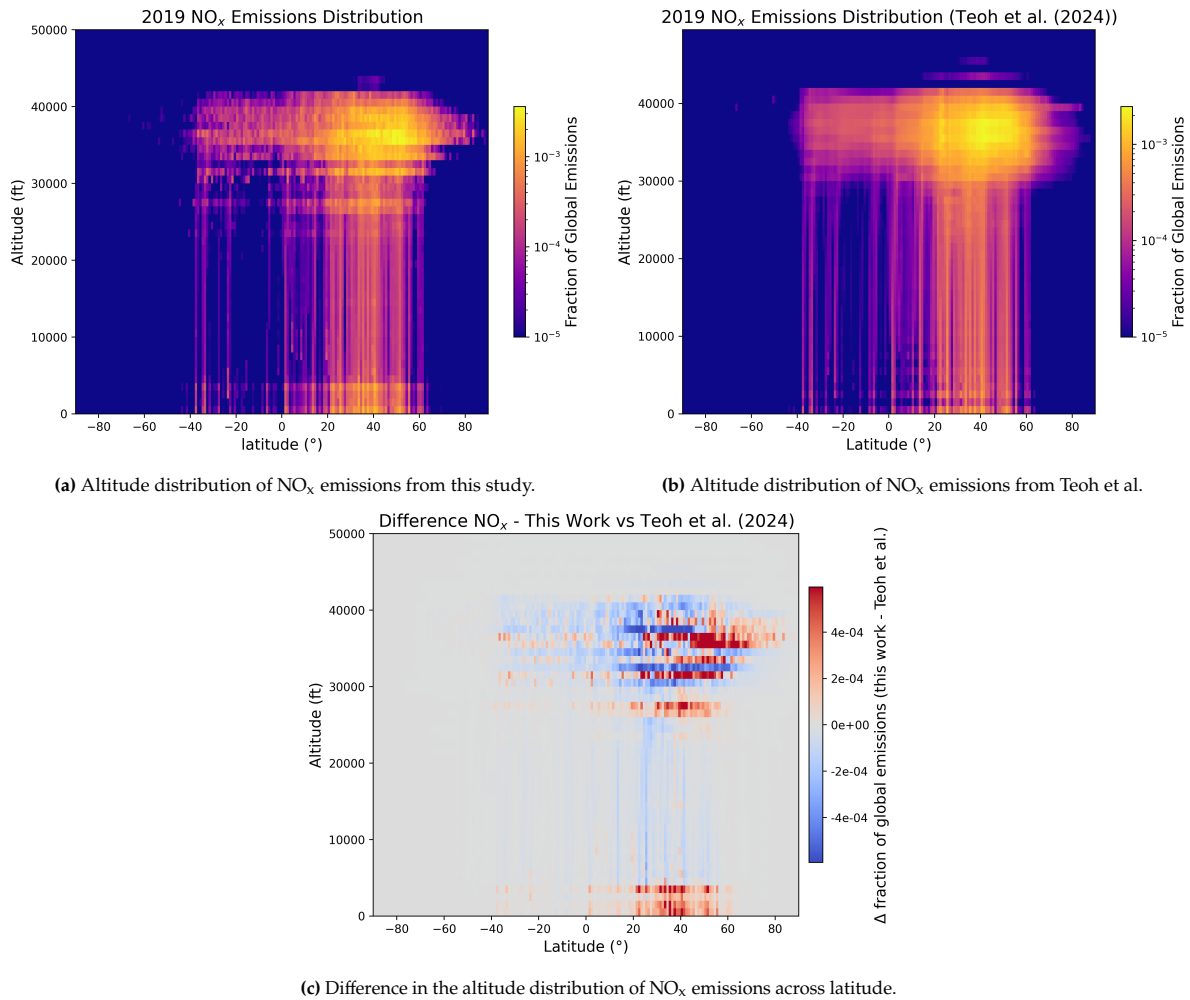 2019 NOx Emissions Distribution
50000
40000
30000
20000
10000
0
Altitude (ft)
−80 −60 −40 −20 0 20 40 60 80
latitude (°)
10−3
10−4
10−5
Fraction of Global Emissions
(a) Altitude distribution of NOx emissions from this study.
2019 NOx Emissions Distribution (Teoh et al. (2024))
40000
30000
20000
10000
0
Altitude (ft)
−80 −60 −40 −20 0 20 40 60 80
Latitude (°)
10−3
10−4
10−5
Fraction of Global Emissions
(b) Altitude distribution of NOx emissions from Teoh et al.
Difference NOx - This Work vs Teoh et al. (2024)
50000
40000
30000
20000
10000
0
Altitude (ft)
−80 −60 −40 −20 0 20 40 60 80
Latitude (°)
4e-04
2e-04
0e+00
-2e-04
-4e-04
Δ fraction of global emissions (this work - Teoh et al.)
(c) Difference in the altitude distribution of NOx emissions across latitude.